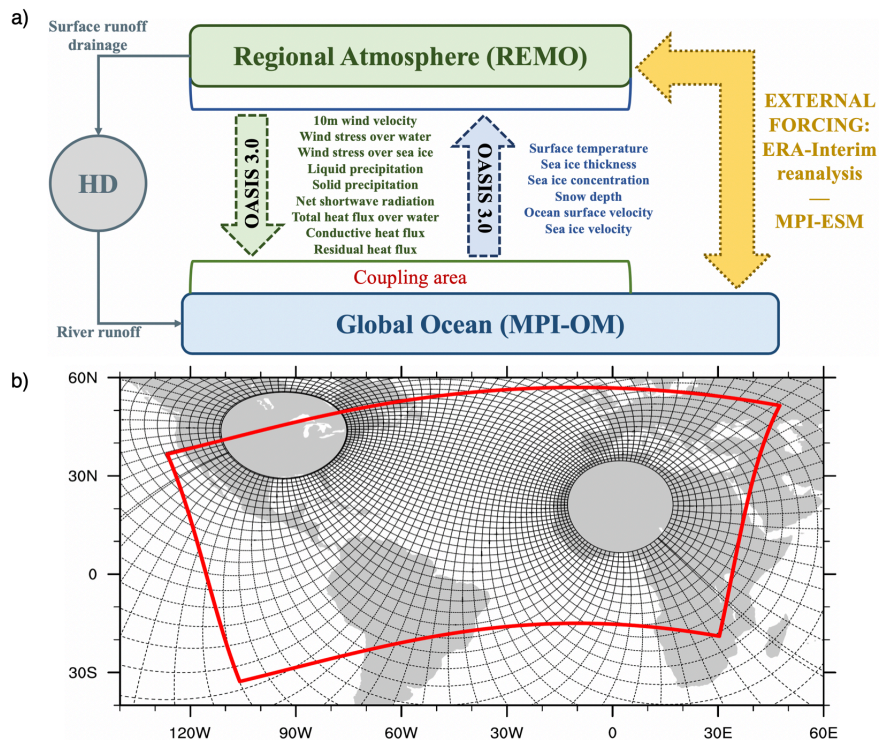 a)
Surface runoff
drainage
Regional Atmosphere (REMO)
HD
OASIS 3.0
10m wind velocity
Wind stress over water
Wind stress over sea ice
Liquid precipitation
Solid precipitation
Net shortwave radiation
Total heat flux over water
Conductive heat flux
Residual heat flux
OASIS 3.0
Surface temperature
Sea ice thickness
Sea ice concentration
Snow depth
Ocean surface velocity
Sea ice velocity
EXTERNAL
FORCING:
ERA-Interim
reanalysis
—
MPI-ESM
Coupling area
River runoff
Global Ocean (MPI-OM)
b)
60N
30N
0
30S
120W
90W
60W
30W
0
30E
60E